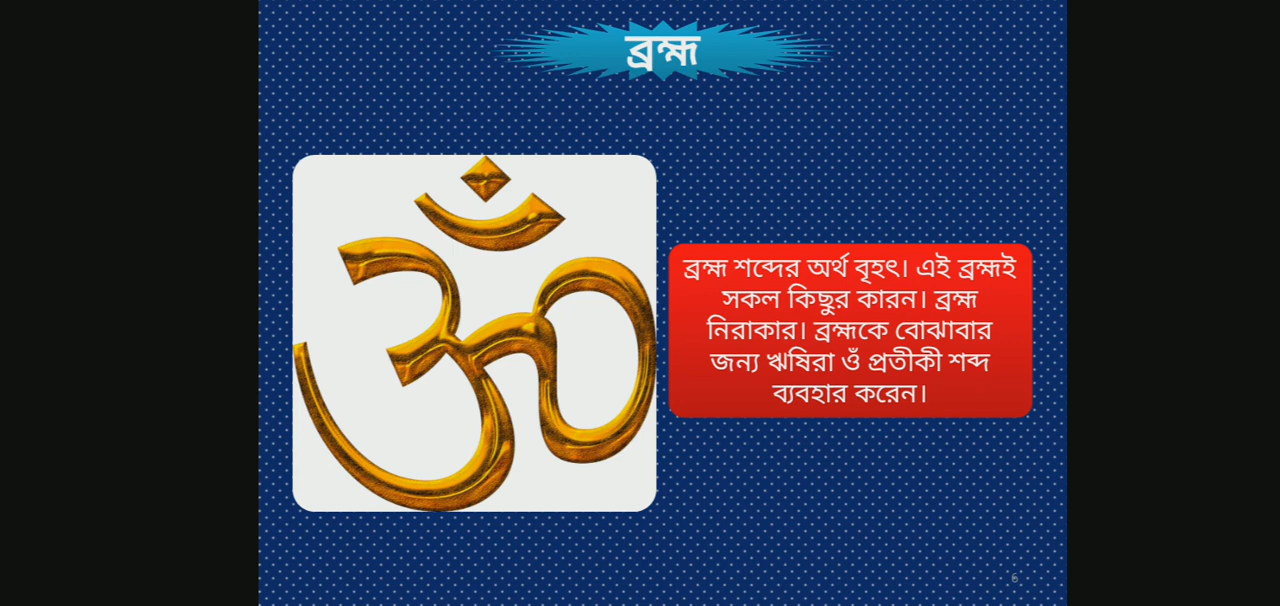 ব্রহ্ম
ব্রহ্ম শব্দের অর্থ বৃহৎ। এই ব্রহ্মই
সকল কিছুর কারন। ব্রহ্ম
নিরাকার। ব্রহ্মকে বোঝাবার
জন্য ঋষিরা ওঁ প্রতীকী শব্দ
ব্যবহার করেন।
6